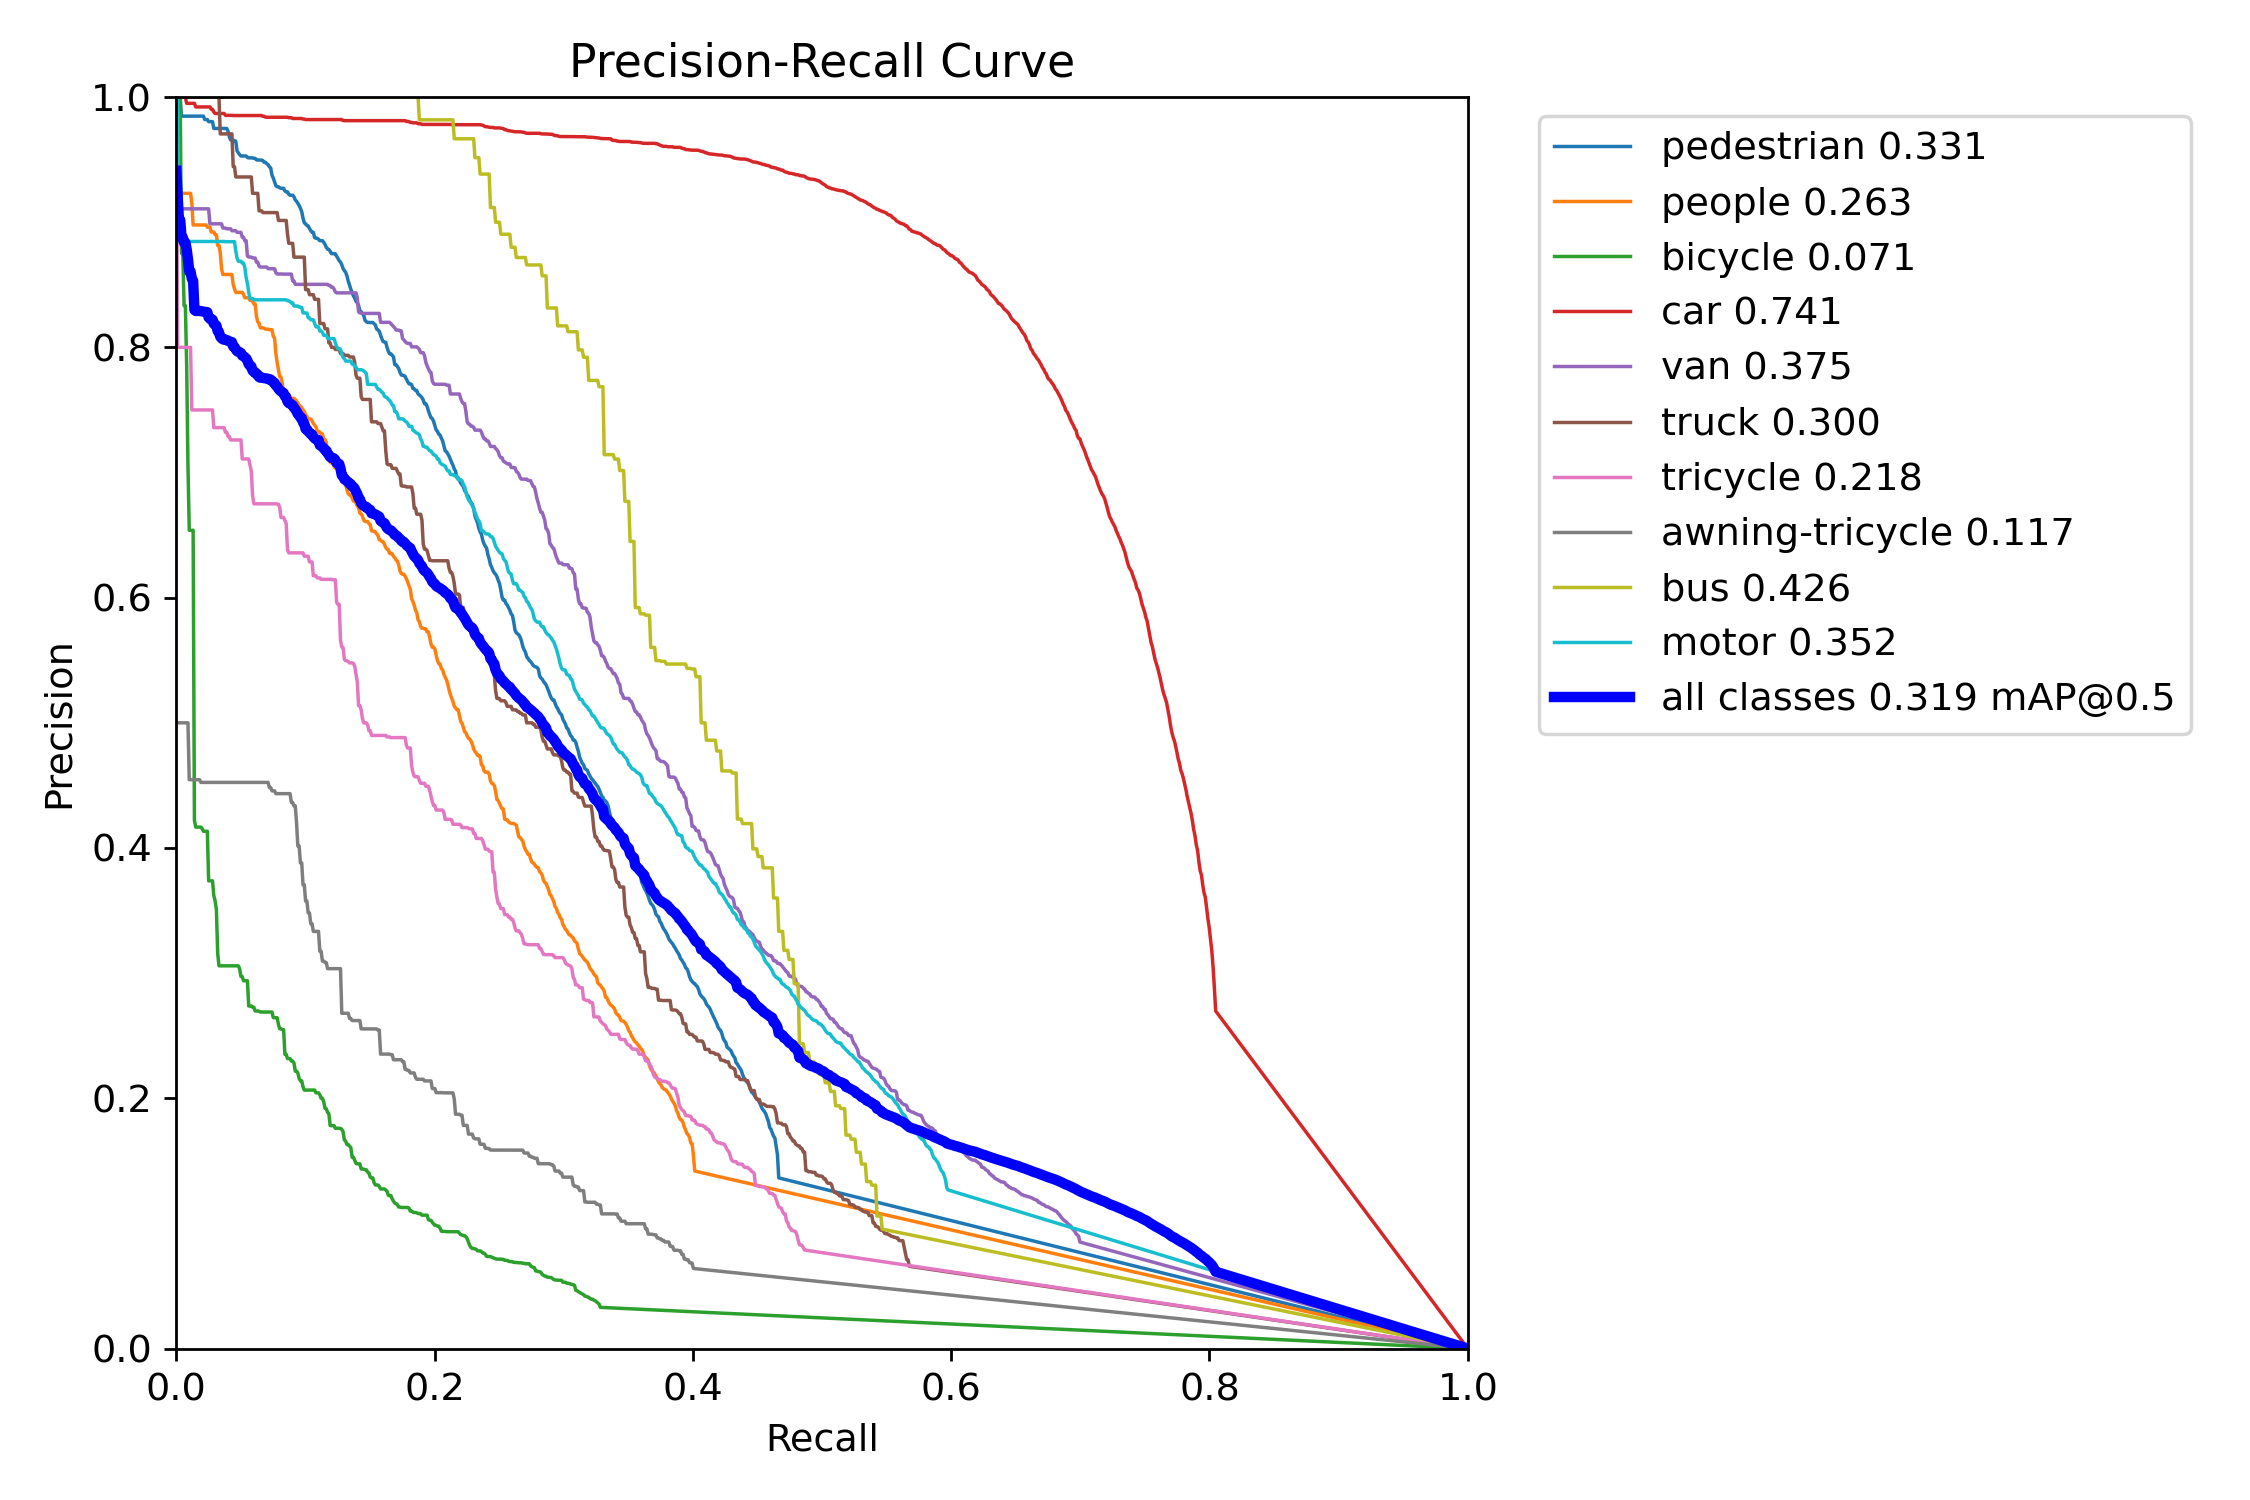 Precision-Recall Curve
1.0
0.8
0.6
0.4
0.2
0.0
Precision
0.0 0.2 0.4 0.6 0.8 1.0
Recall
pedestrian 0.331
people 0.263
bicycle 0.071
car 0.741
van 0.375
truck 0.300
tricycle 0.218
awning-tricycle 0.117
bus 0.426
motor 0.352
all classes 0.319 mAP@0.5